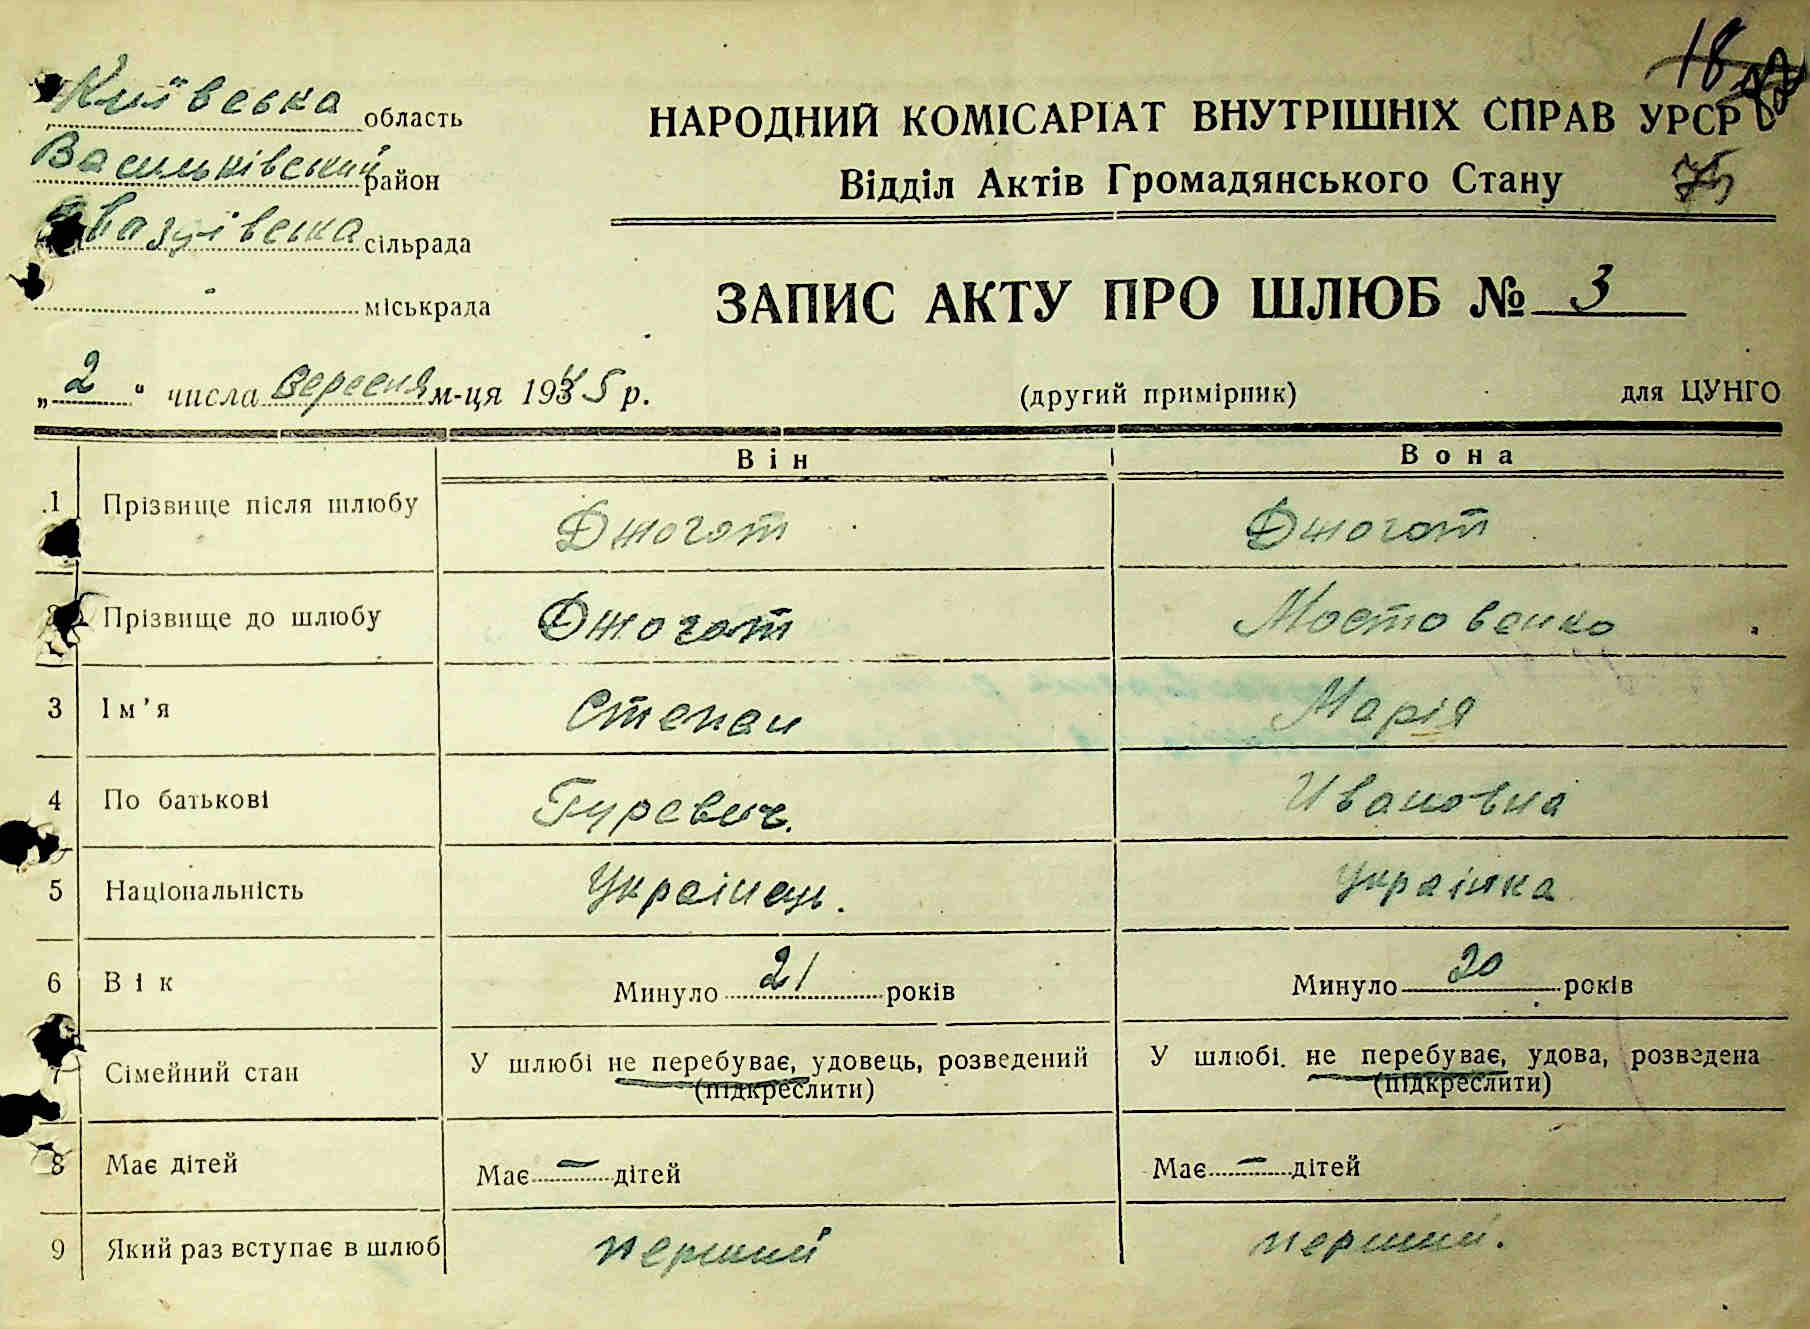 18
Київська область
Васильківський район
сільрада
міськрада
НАРОДНИЙ КОМІСАРІАТ ВНУТРІШНІХ СПРАВ УРСР
Відділ Актів Громадянського Стану
ЗАПИС АКТУ ПРО ШЛЮБ № 3
„2“ числа Вересня м-ця 1945 р.
(другий примірник)
для ЦУНГО
Він Вона
1 Прізвище після шлюбу Джогот Джогот
2 Прізвище до шлюбу Джогот Мостовенко
3 Ім’я Степан Марія
4 По батькові Гуревич. Ивановна
5 Національність Украінець. Украінка
6 Вік Минуло 21 років Минуло 20 років
7 Сімейний стан У шлюбі не перебуває, удовець, розведений У шлюбі не перебуває, удова, розведена
(підкреслити) (підкреслити)
8 Має дітей Має — дітей Має — дітей
9 Який раз вступає в шлюб перший перший.